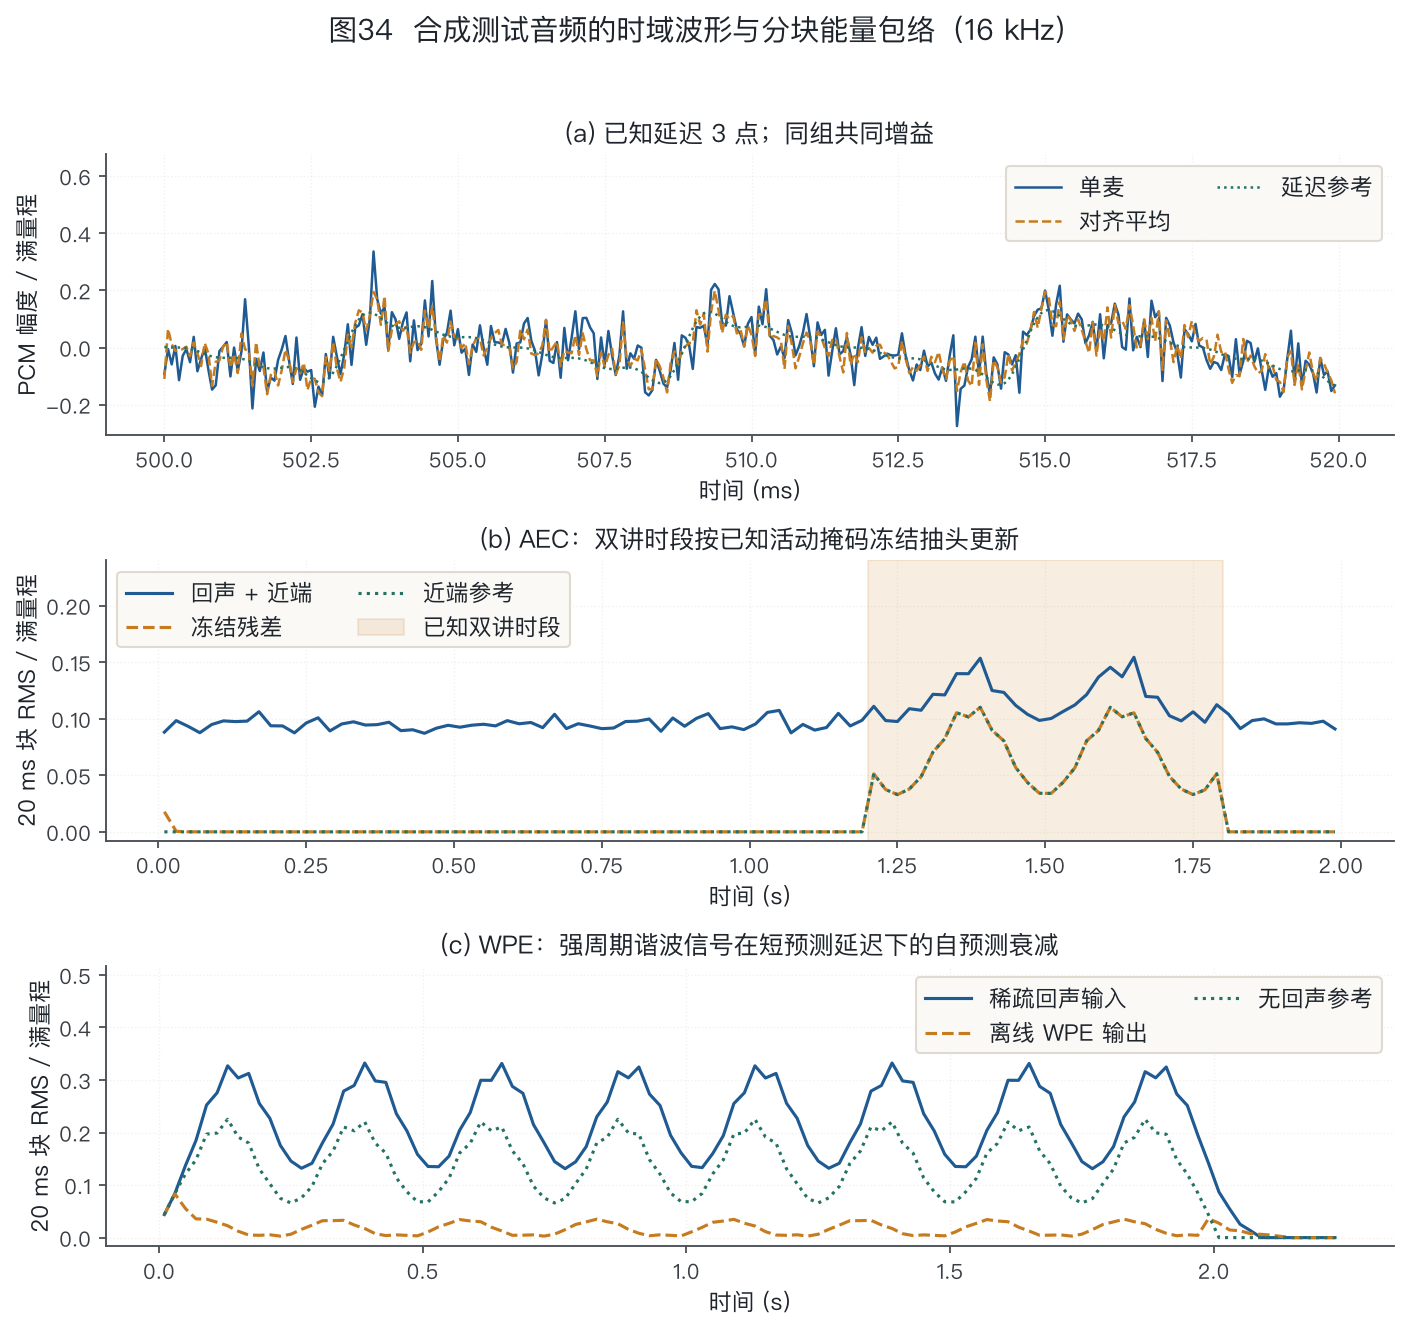 图34 合成测试音频的时域波形与分块能量包络（16 kHz）
(a) 已知延迟 3 点；同组共同增益
PCM 幅度 / 满量程
0.6
0.4
0.2
0.0
−0.2
单麦
对齐平均
延迟参考
500.0 502.5 505.0 507.5 510.0 512.5 515.0 517.5 520.0
时间 (ms)
(b) AEC：双讲时段按已知活动掩码冻结抽头更新
20 ms 块 RMS / 满量程
0.20
0.15
0.10
0.05
0.00
回声 + 近端
冻结残差
近端参考
已知双讲时段
0.00 0.25 0.50 0.75 1.00 1.25 1.50 1.75 2.00
时间 (s)
(c) WPE：强周期谐波信号在短预测延迟下的自预测衰减
20 ms 块 RMS / 满量程
0.5
0.4
0.3
0.2
0.1
0.0
稀疏回声输入
离线 WPE 输出
无回声参考
0.0 0.5 1.0 1.5 2.0
时间 (s)